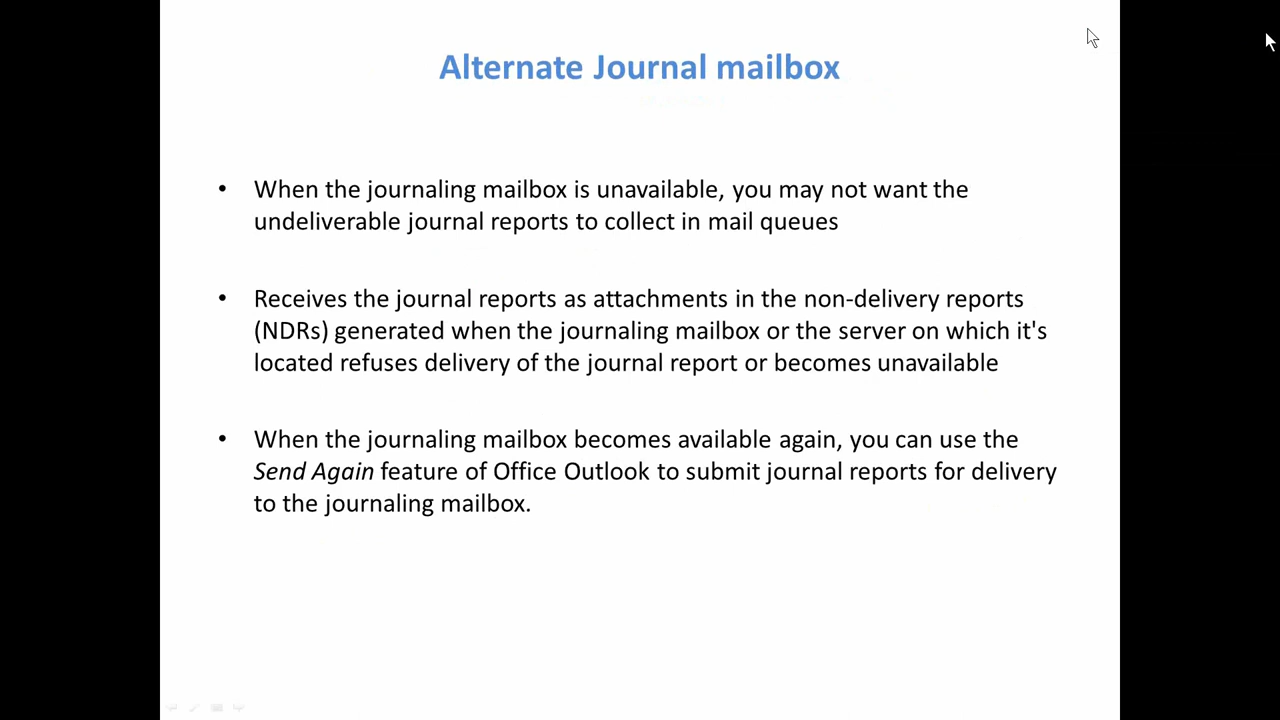 Alternate Journal mailbox
• When the journaling mailbox is unavailable, you may not want the
undeliverable journal reports to collect in mail queues
• Receives the journal reports as attachments in the non-delivery reports
(NDRs) generated when the journaling mailbox or the server on which it's
located refuses delivery of the journal report or becomes unavailable
• When the journaling mailbox becomes available again, you can use the
Send Again feature of Office Outlook to submit journal reports for delivery
to the journaling mailbox.